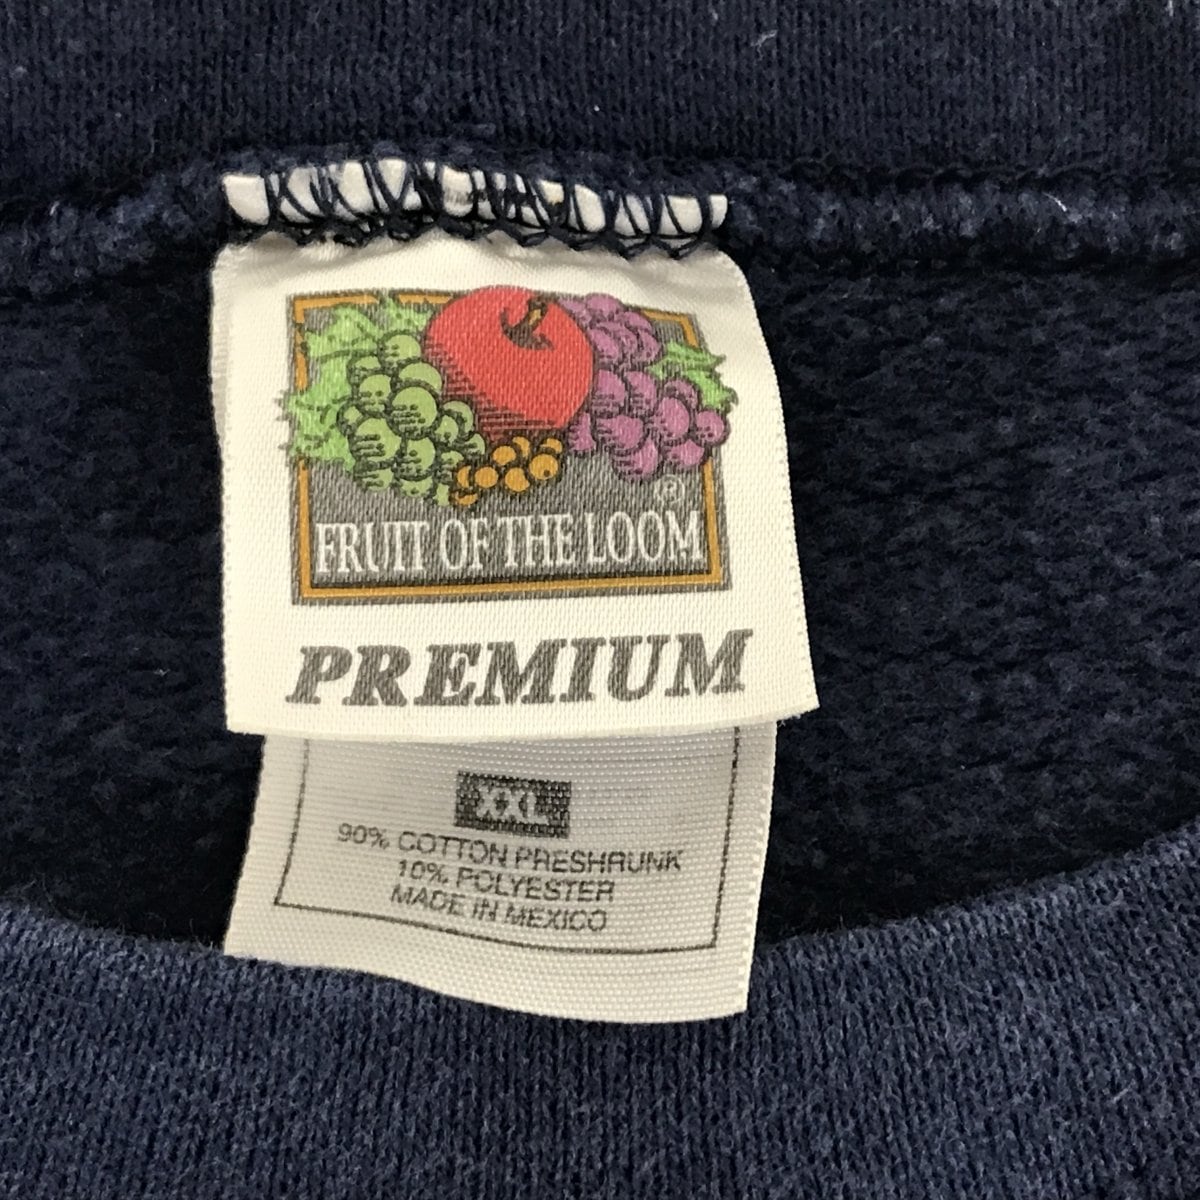 ®
FRUIT OF THE LOOM
PREMIUM
XXL
90% COTTON PRESHRUNK
10% POLYESTER
MADE IN MEXICO